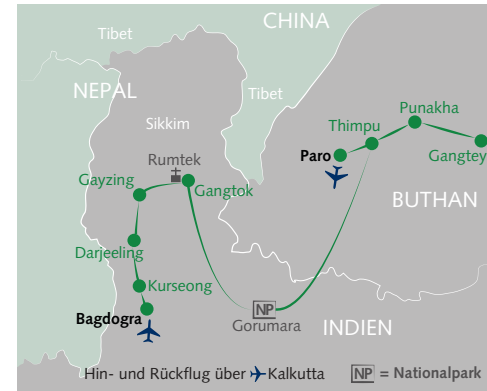 CHINA
Tibet
NEPAL
Tibet
Sikkim
Punakha
Thimpu
Rumtek
Paro
Gangtey
Gayzing
Gangtok
BUTHAN
Darjeeling
Kurseong
Bagdogra
NP
Gorumara
INDIEN
Hin- und Rückflug über Kalkutta
NP = Nationalpark